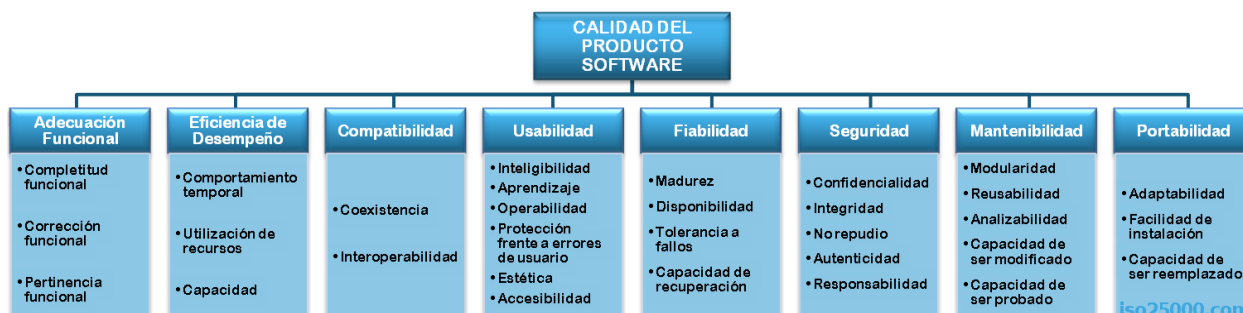 CALIDAD DEL
PRODUCTO
SOFTWARE
Adecuación
Funcional
• Completitud
funcional
• Corrección
funcional
• Pertinencia
funcional
Eficiencia de
Desempeño
• Comportamiento
temporal
• Utilización de
recursos
• Capacidad
Compatibilidad
• Coexistencia
• Interoperabilidad
Usabilidad
• Inteligibilidad
• Aprendizaje
• Operabilidad
• Protección
frente a errores
de usuario
• Estética
• Accesibilidad
Fiabilidad
• Madurez
• Disponibilidad
• Tolerancia a
fallos
• Capacidad de
recuperación
Seguridad
• Confidencialidad
• Integridad
• No repudio
• Autenticidad
• Responsabilidad
Mantenibilidad
• Modularidad
• Reusabilidad
• Analizabilidad
• Capacidad de
ser modificado
• Capacidad de
ser probado
Portabilidad
• Adaptabilidad
• Facilidad de
instalación
• Capacidad de
ser reemplazado
iso25000.com